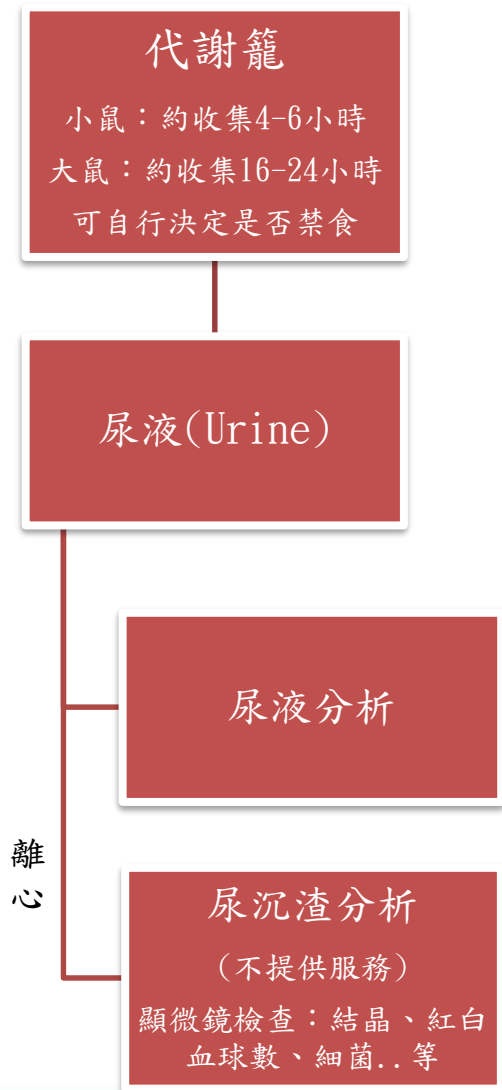 代謝籠
小鼠：約收集4-6小時
大鼠：約收集16-24小時
可自行決定是否禁食
尿液(Urine)
尿液分析
離心
尿沉渣分析
(不提供服務)
顯微鏡檢查：結晶、紅白
血球數、細菌..等